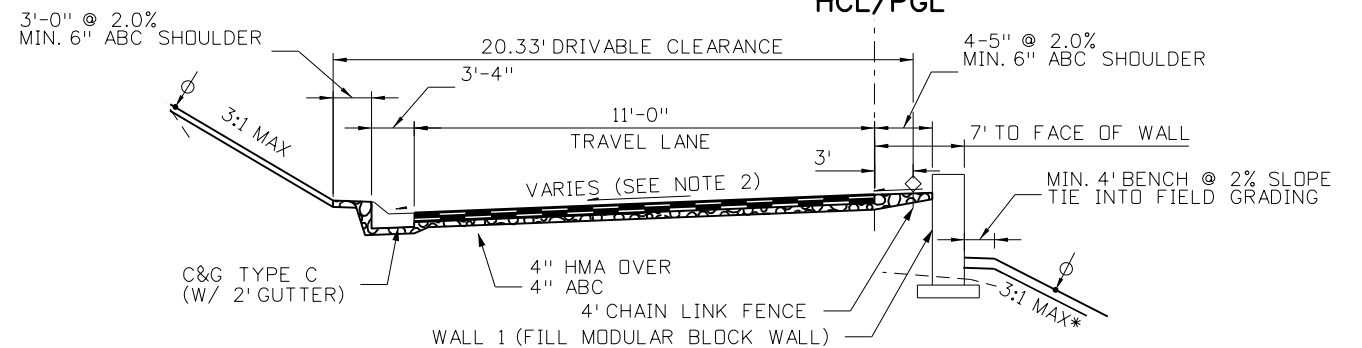 HCL/PGL
3'-0" @ 2.0%
MIN. 6" ABC SHOULDER
20.33' DRIVABLE CLEARANCE
4-5" @ 2.0%
MIN. 6" ABC SHOULDER
3'-4"
3:1 MAX
11'-0"
TRAVEL LANE
7' TO FACE OF WALL
3'
VARIES (SEE NOTE 2)
MIN. 4' BENCH @ 2% SLOPE
TIE INTO FIELD GRADING
C&G TYPE C
(W/ 2' GUTTER)
4" HMA OVER
4" ABC
4' CHAIN LINK FENCE
3:1 MAX*
WALL 1 (FILL MODULAR BLOCK WALL)